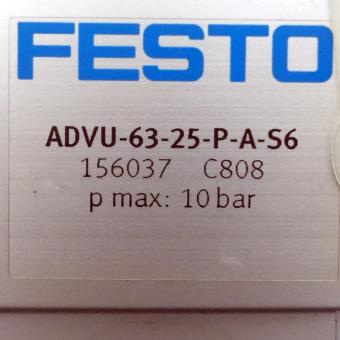 FESTO
ADVU-63-25-P-A-S6
156037 C808
p max: 10 bar